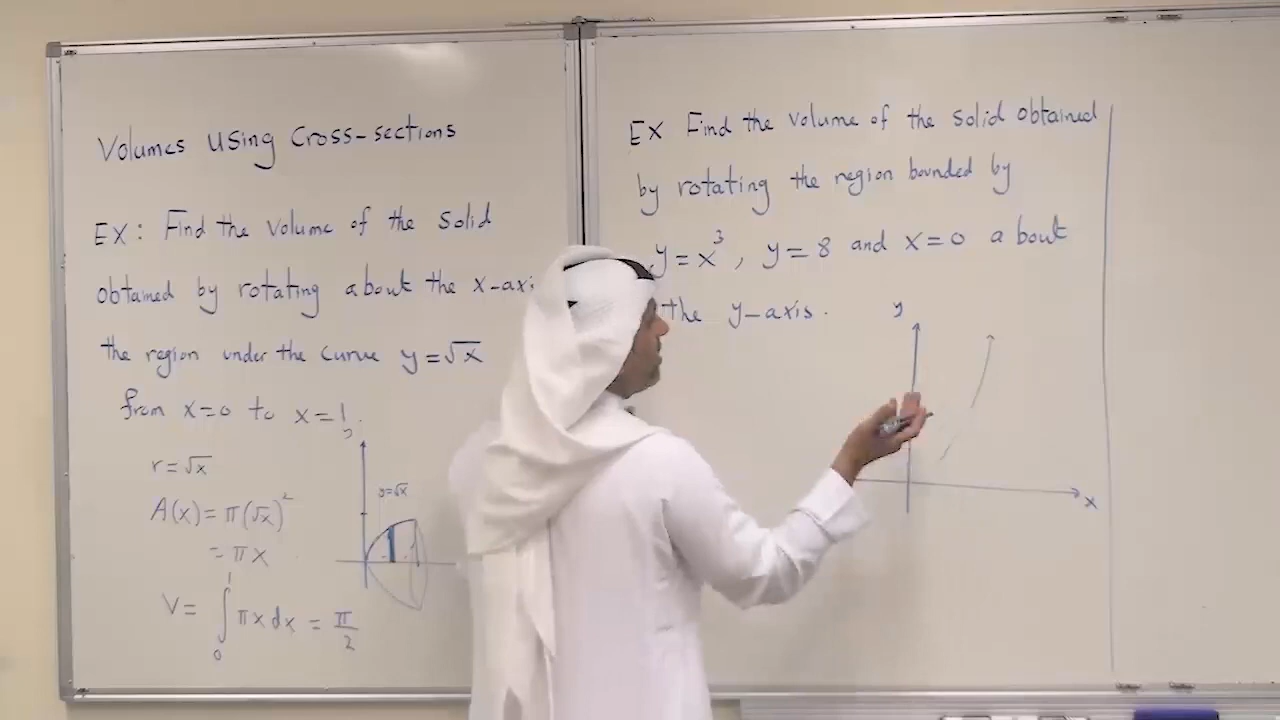 Volumes Using Cross-sections
EX: Find the volume of the solid
obtained by rotating about the x-axi
the region under the curve y=√x
from x=0 to x=1.
r=√x
A(x) = π(√x)²
= πx
V= ∫₀¹ πx dx = π/2
y=√x
EX Find the volume of the solid obtained
by rotating the region bounded by
y=x³, y=8 and x=0 about
the y-axis.
y
x